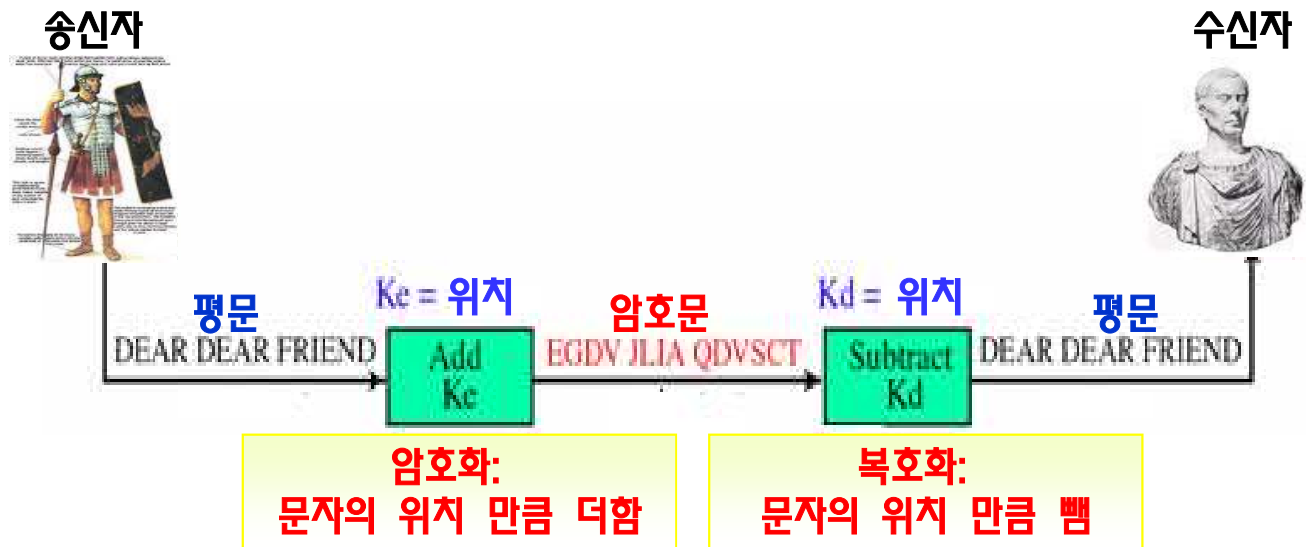 송신자
수신자
평문
Ke = 위치
암호문
Kd = 위치
평문
DEAR DEAR FRIEND
Add
Ke
EGDV JLIA QDVSCT
Subtract
Kd
DEAR DEAR FRIEND
암호화:
문자의 위치 만큼 더함
복호화:
문자의 위치 만큼 뺌